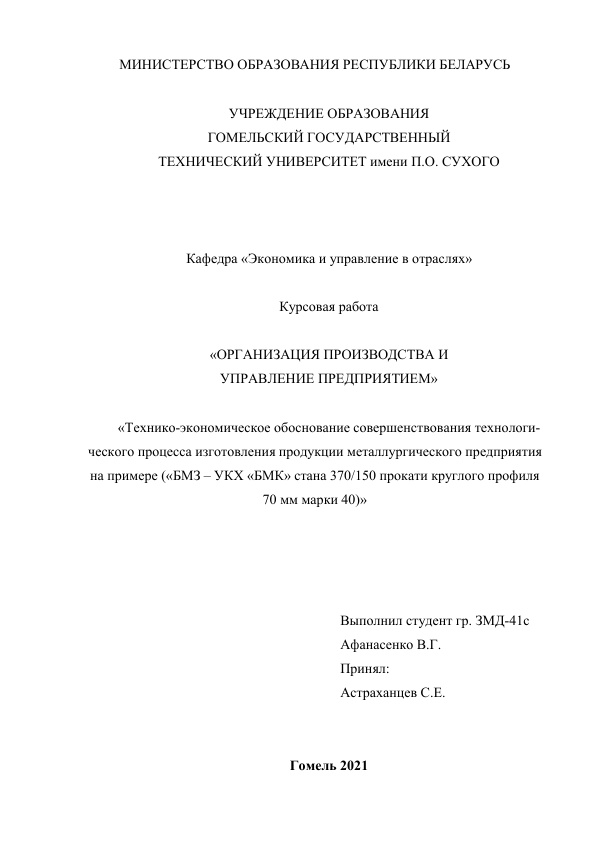 МИНИСТЕРСТВО ОБРАЗОВАНИЯ РЕСПУБЛИКИ БЕЛАРУСЬ
УЧРЕЖДЕНИЕ ОБРАЗОВАНИЯ
ГОМЕЛЬСКИЙ ГОСУДАРСТВЕННЫЙ
ТЕХНИЧЕСКИЙ УНИВЕРСИТЕТ имени П.О. СУХОГО
Кафедра «Экономика и управление в отраслях»
Курсовая работа
«ОРГАНИЗАЦИЯ ПРОИЗВОДСТВА И
УПРАВЛЕНИЕ ПРЕДПРИЯТИЕМ»
«Технико-экономическое обоснование совершенствования технологи-
ческого процесса изготовления продукции металлургического предприятия
на примере («БМЗ – УКХ «БМК» стана 370/150 прокати круглого профиля
70 мм марки 40)»
Выполнил студент гр. ЗМД-41с
Афанасенко В.Г.
Принял:
Астраханцев С.Е.
Гомель 2021